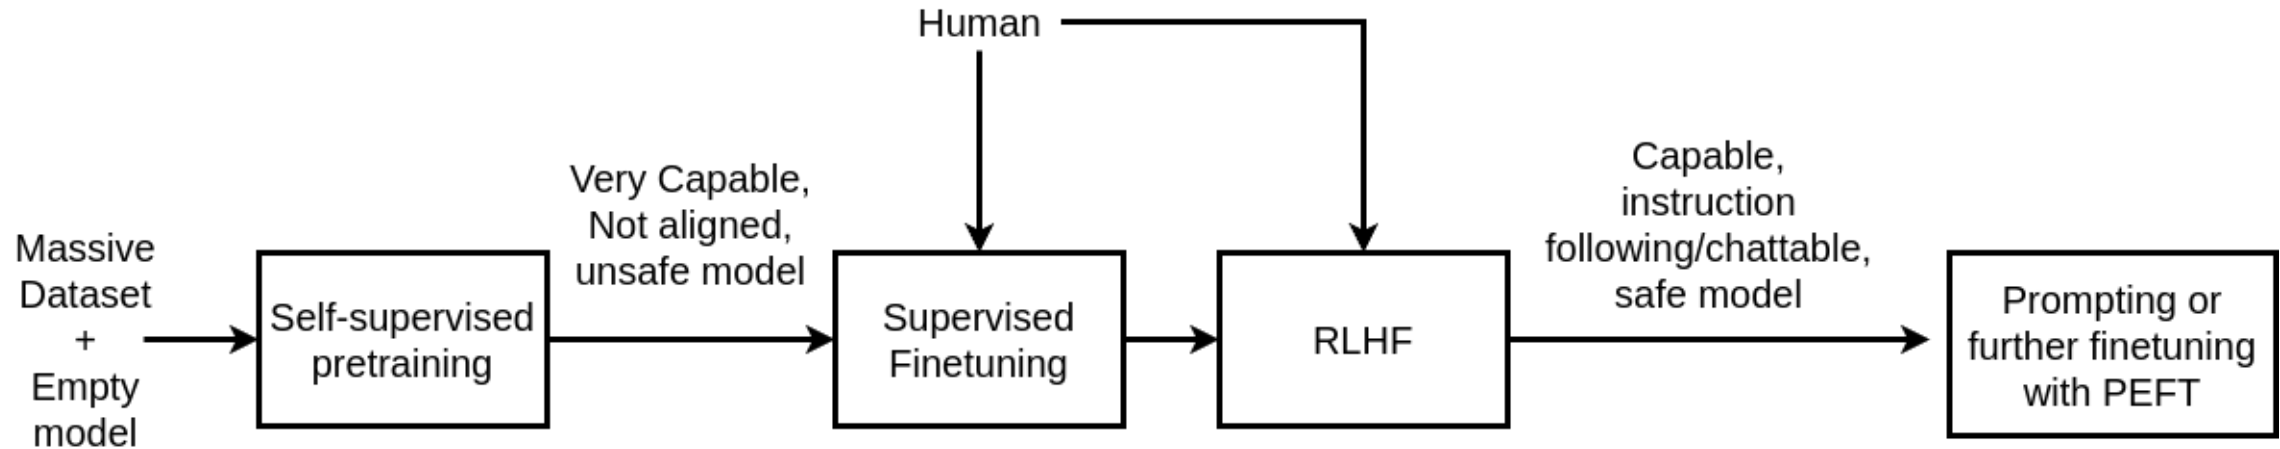 Human
Massive
Dataset
+
Empty
model
Self-supervised
pretraining
Very Capable,
Not aligned,
unsafe model
Supervised
Finetuning
RLHF
Capable,
instruction
following/chattable,
safe model
Prompting or
further finetuning
with PEFT